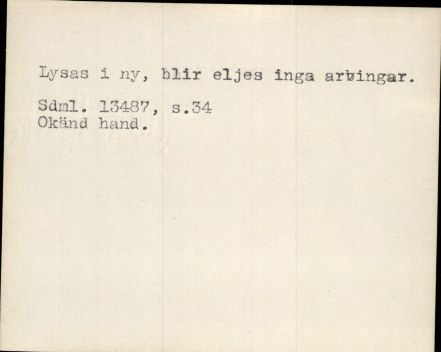 Lysas i ny, blir eljes inga arvingar.
Sdml. 13487, s.34
Okänd hand.